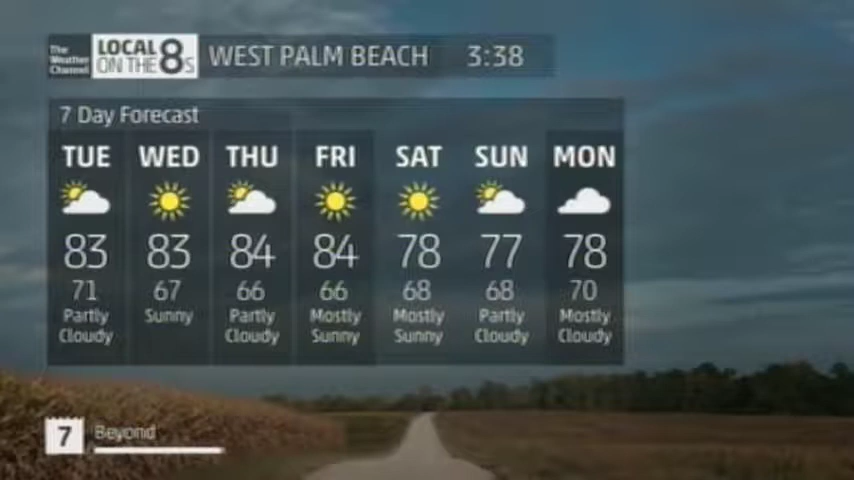 The Weather Channel
LOCAL ON THE 8s
WEST PALM BEACH 3:38
7 Day Forecast
TUE WED THU FRI SAT SUN MON
83 83 84 84 78 77 78
71 67 66 66 68 68 70
Partly Cloudy Sunny Partly Cloudy Mostly Sunny Mostly Sunny Partly Cloudy Mostly Cloudy
7 Beyond